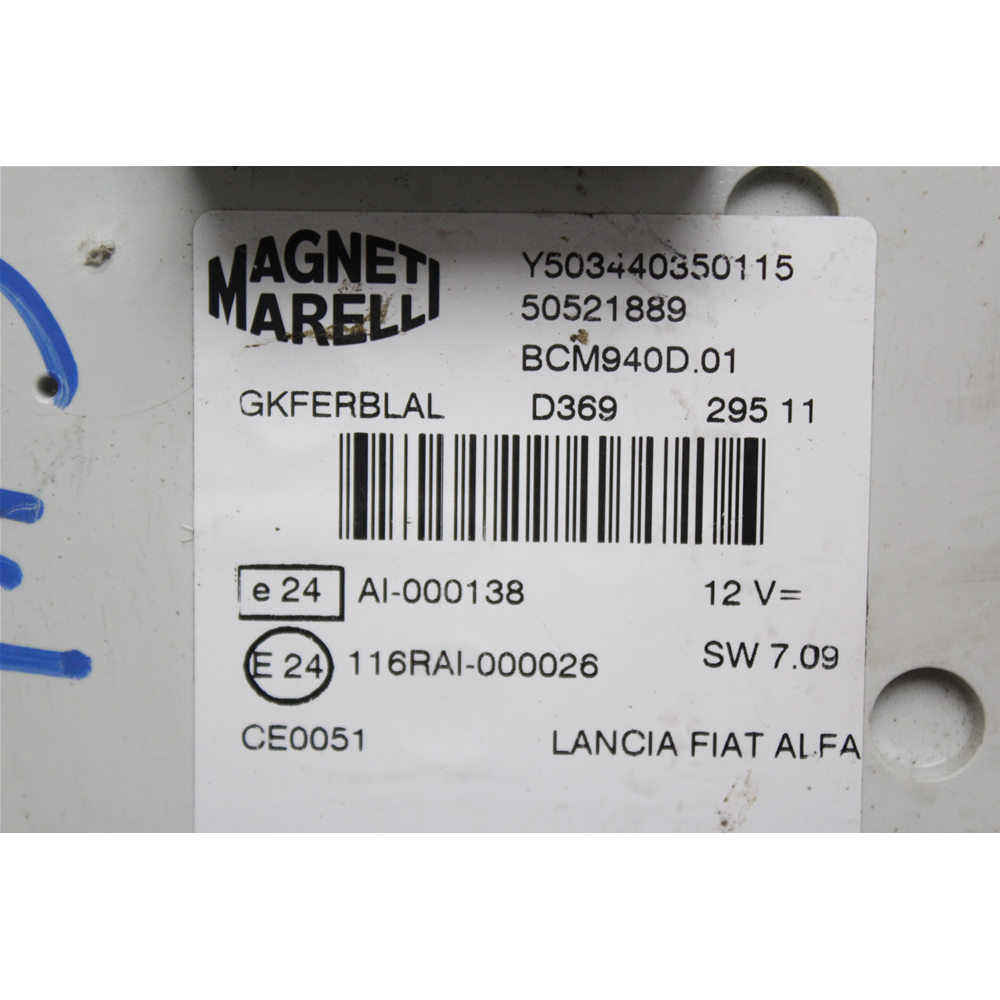 MAGNETI
MARELLI
Y503440350115
50521889
BCM940D.01
GKFERBLAL D369 295 11
e 24 AI-000138 12 V=
E 24 116RAI-000026 SW 7.09
CE0051 LANCIA FIAT ALFA